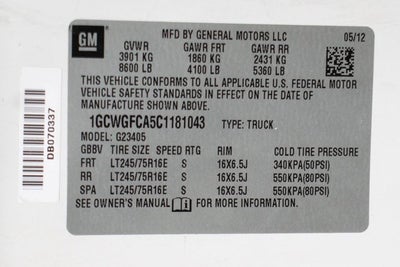 GM
MFD BY GENERAL MOTORS LLC 05/12
GVWR GAWR FRT GAWR RR
3901 KG 1860 KG 2431 KG
8600 LB 4100 LB 5360 LB
THIS VEHICLE CONFORMS TO ALL APPLICABLE U.S. FEDERAL MOTOR
VEHICLE SAFETY STANDARDS IN EFFECT ON THE DATE OF
MANUFACTURE SHOWN ABOVE.
1GCWGFCA5C1181043 TYPE: TRUCK
MODEL: G23405
GBBV TIRE SIZE SPEED RTG RIM COLD TIRE PRESSURE
FRT LT245/75R16E S 16X6.5J 340KPA(50PSI)
RR LT245/75R16E S 16X6.5J 550KPA(80PSI)
SPA LT245/75R16E S 16X6.5J 550KPA(80PSI)
SEE OWNER'S MANUAL FOR MORE INFORMATION.
DB070337